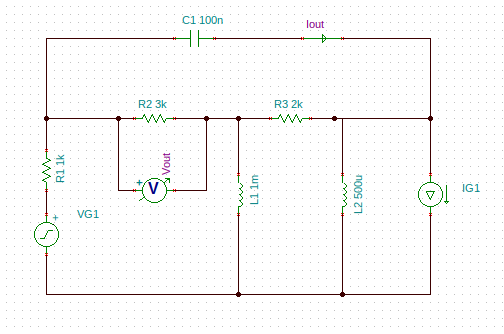 C1 100n
Iout
R2 3k
R3 2k
+
V
Vout
R1 1k
L1 1m
L2 500u
IG1
+
VG1